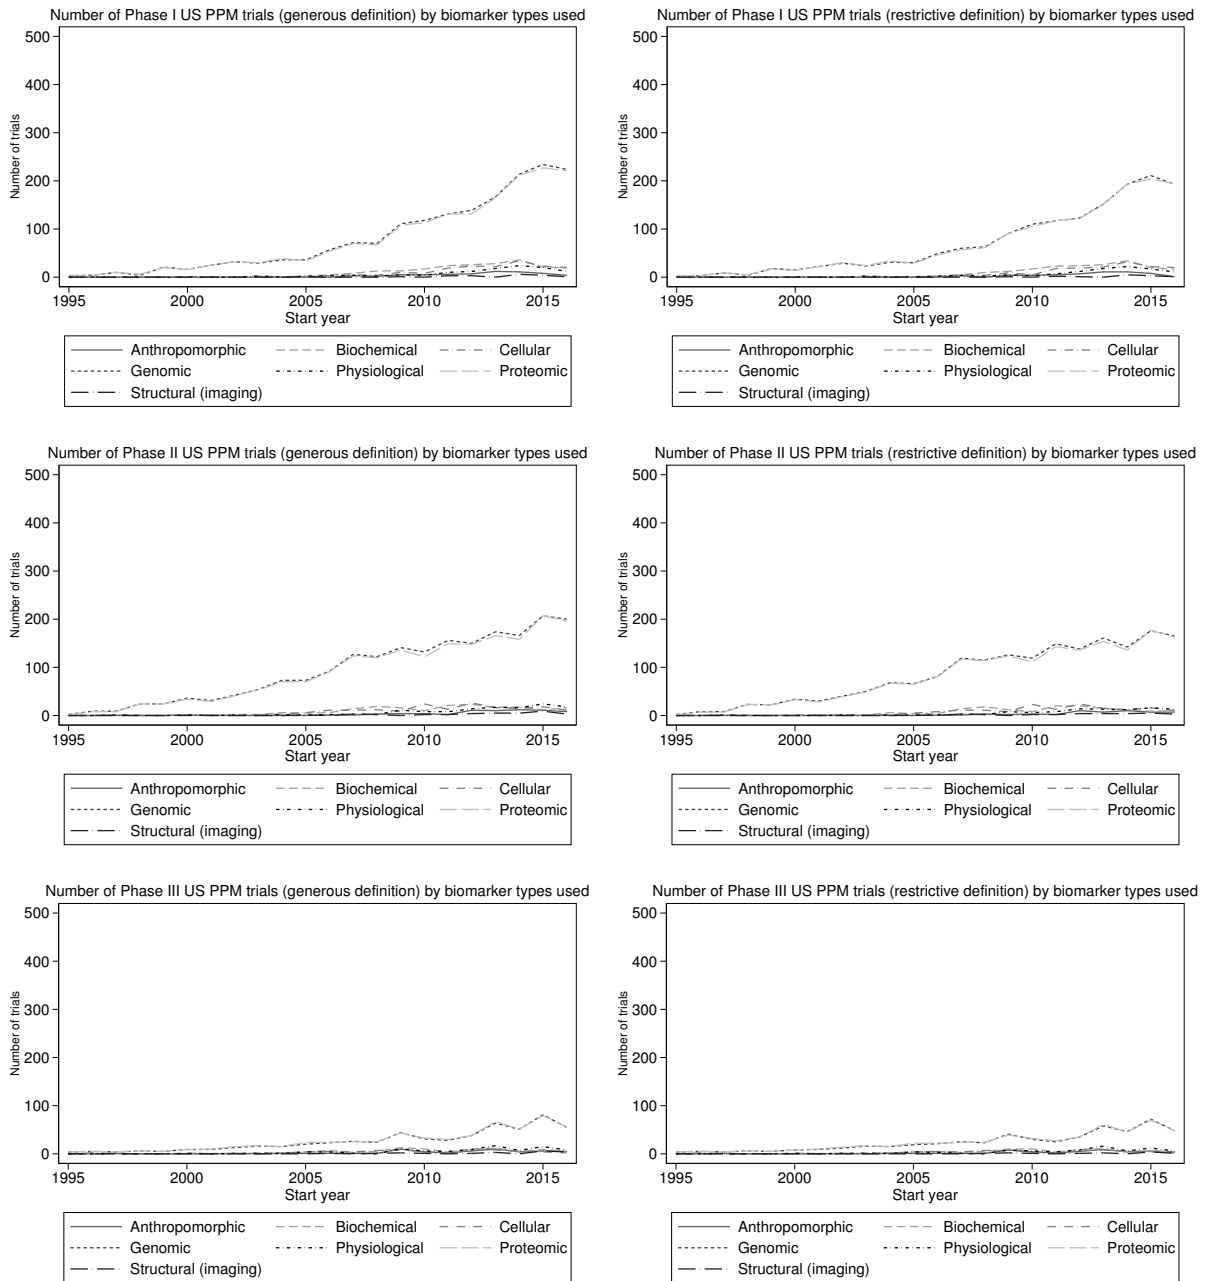 Number of Phase I US PPM trials (generous definition) by biomarker types used
500
400
300
200
100
0
Number of trials
1995 2000 2005 2010 2015
Start year
Anthropomorphic Biochemical Cellular
Genomic Physiological Proteomic
Structural (imaging)
Number of Phase I US PPM trials (restrictive definition) by biomarker types used
500
400
300
200
100
0
Number of trials
1995 2000 2005 2010 2015
Start year
Anthropomorphic Biochemical Cellular
Genomic Physiological Proteomic
Structural (imaging)
Number of Phase II US PPM trials (generous definition) by biomarker types used
500
400
300
200
100
0
Number of trials
1995 2000 2005 2010 2015
Start year
Anthropomorphic Biochemical Cellular
Genomic Physiological Proteomic
Structural (imaging)
Number of Phase II US PPM trials (restrictive definition) by biomarker types used
500
400
300
200
100
0
Number of trials
1995 2000 2005 2010 2015
Start year
Anthropomorphic Biochemical Cellular
Genomic Physiological Proteomic
Structural (imaging)
Number of Phase III US PPM trials (generous definition) by biomarker types used
500
400
300
200
100
0
Number of trials
1995 2000 2005 2010 2015
Start year
Anthropomorphic Biochemical Cellular
Genomic Physiological Proteomic
Structural (imaging)
Number of Phase III US PPM trials (restrictive definition) by biomarker types used
500
400
300
200
100
0
Number of trials
1995 2000 2005 2010 2015
Start year
Anthropomorphic Biochemical Cellular
Genomic Physiological Proteomic
Structural (imaging)